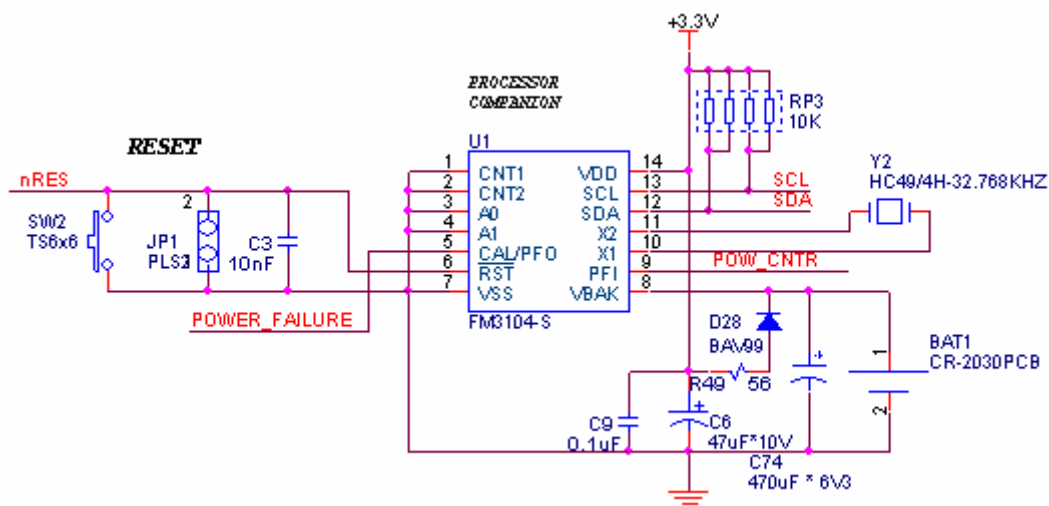 +3.3V
PROCESSOR
COMPANION
RP3
10K
RESET
U1
nRES
1 CNT1 VDD 14
2 CNT2 SCL 13 SCL
3 A0 SDA 12 SDA
4 A1 X2 11
5 CAL/PFO X1 10
6 RST PFI 9 POW_CNTR
7 VSS VBAK 8
FM3104-S
Y2
HC49/4H-32.768KHZ
SW2
TS6x6
2
JP1
C3
10nF
POWER_FAILURE
D28
BAV99
R49 56
BAT1
CR-2030PCB
1
2
+
+
C9
0.1uF
C6
47uF*10V
C74
470uF * 6V3